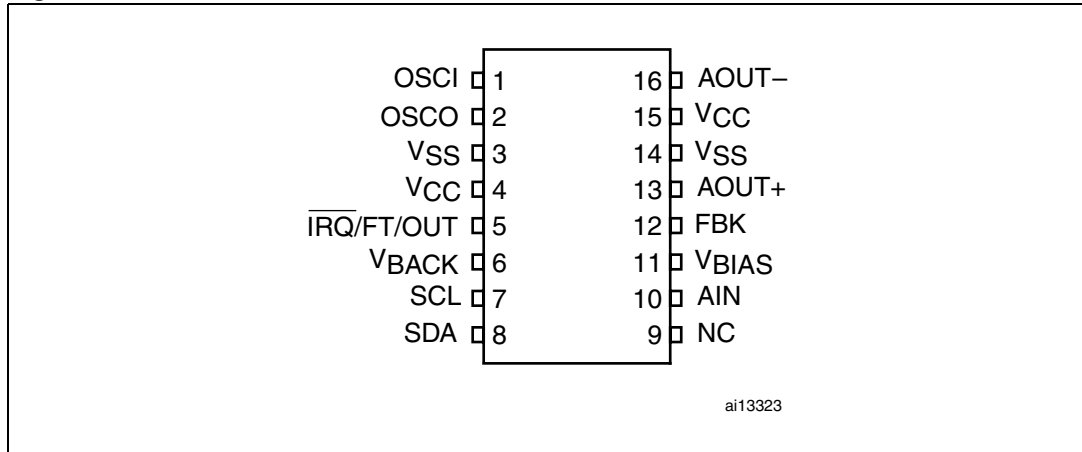 OSCI 1 16 AOUT–
OSCO 2 15 VCC
VSS 3 14 VSS
VCC 4 13 AOUT+
IRQ/FT/OUT 5 12 FBK
VBACK 6 11 VBIAS
SCL 7 10 AIN
SDA 8 9 NC
ai13323